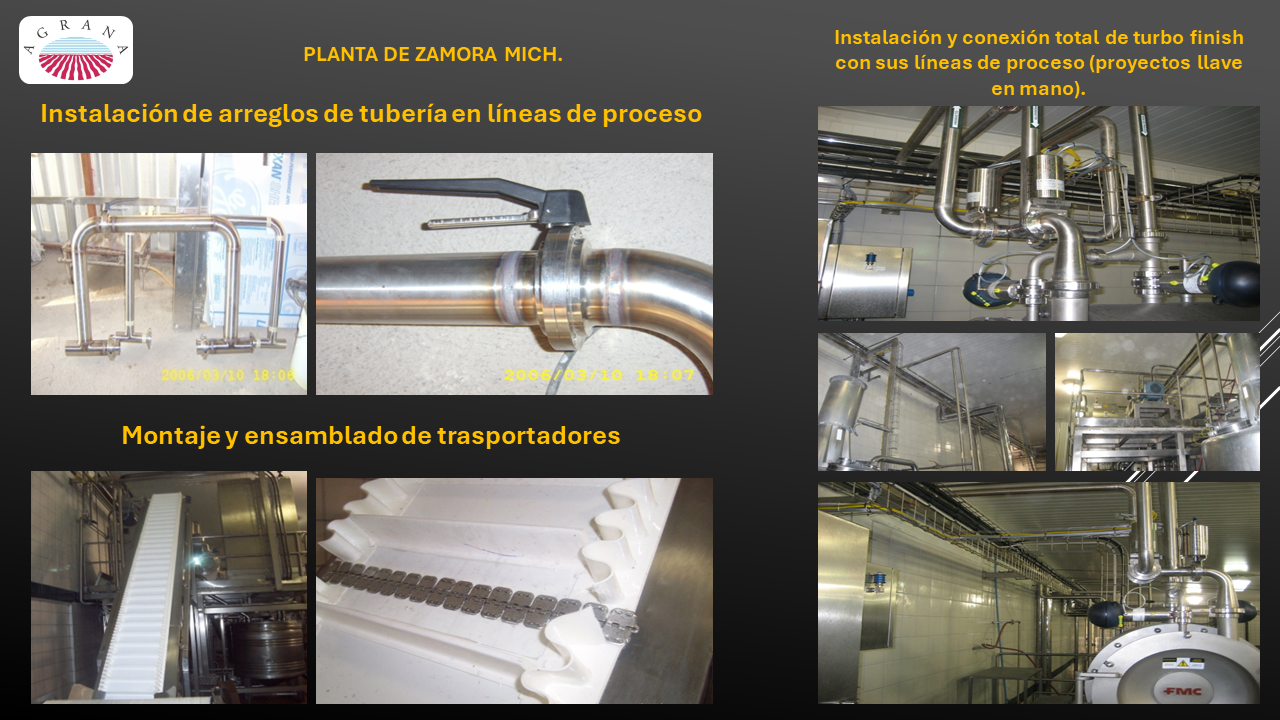 AGRANA
PLANTA DE ZAMORA MICH.
Instalación de arreglos de tubería en líneas de proceso
2006/03/10 18:06
2006/03/10 18:07
Montaje y ensamblado de trasportadores
Instalación y conexión total de turbo finish
con sus líneas de proceso (proyectos llave
en mano).
FMC